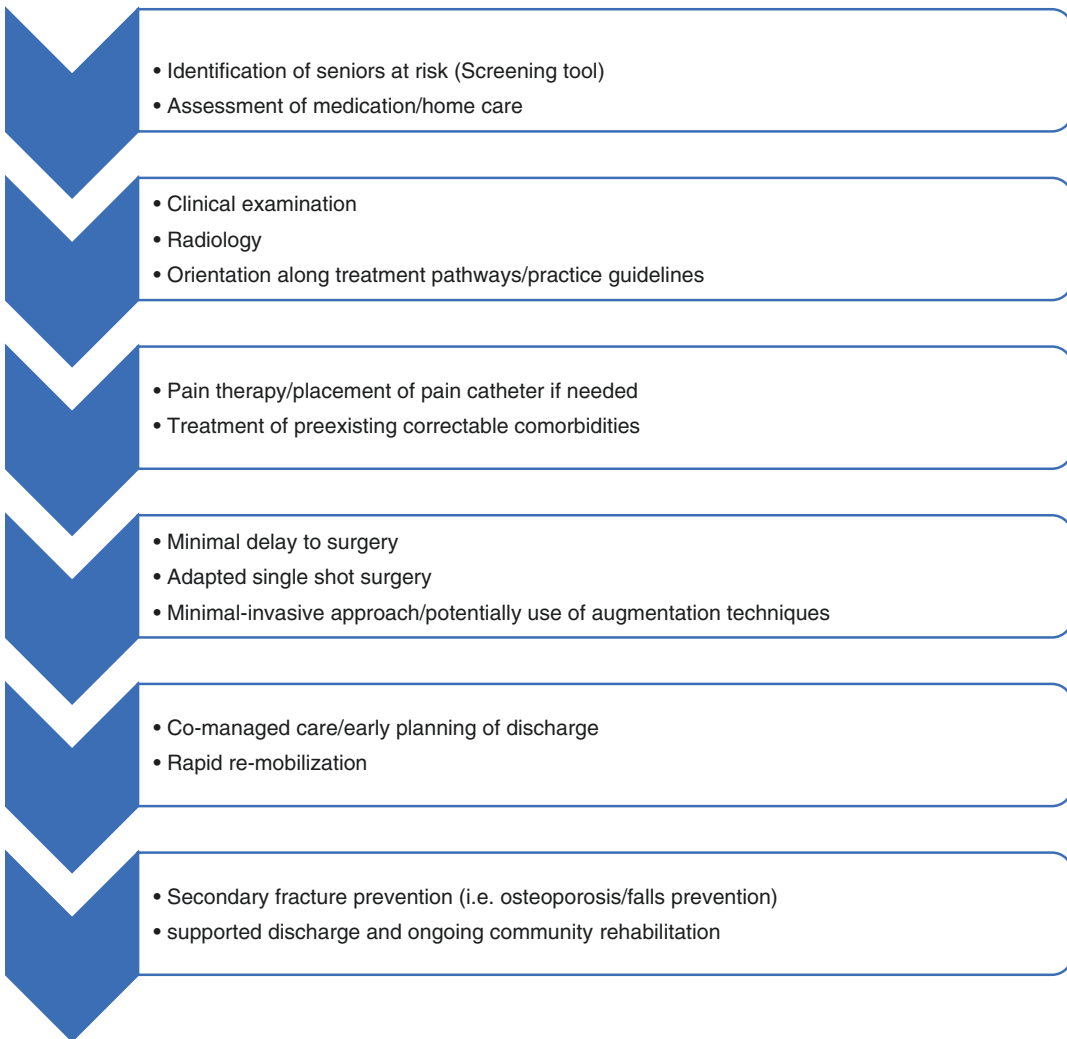 • Identification of seniors at risk (Screening tool)
• Assessment of medication/home care
• Clinical examination
• Radiology
• Orientation along treatment pathways/practice guidelines
• Pain therapy/placement of pain catheter if needed
• Treatment of preexisting correctable comorbidities
• Minimal delay to surgery
• Adapted single shot surgery
• Minimal-invasive approach/potentially use of augmentation techniques
• Co-managed care/early planning of discharge
• Rapid re-mobilization
• Secondary fracture prevention (i.e. osteoporosis/falls prevention)
• supported discharge and ongoing community rehabilitation